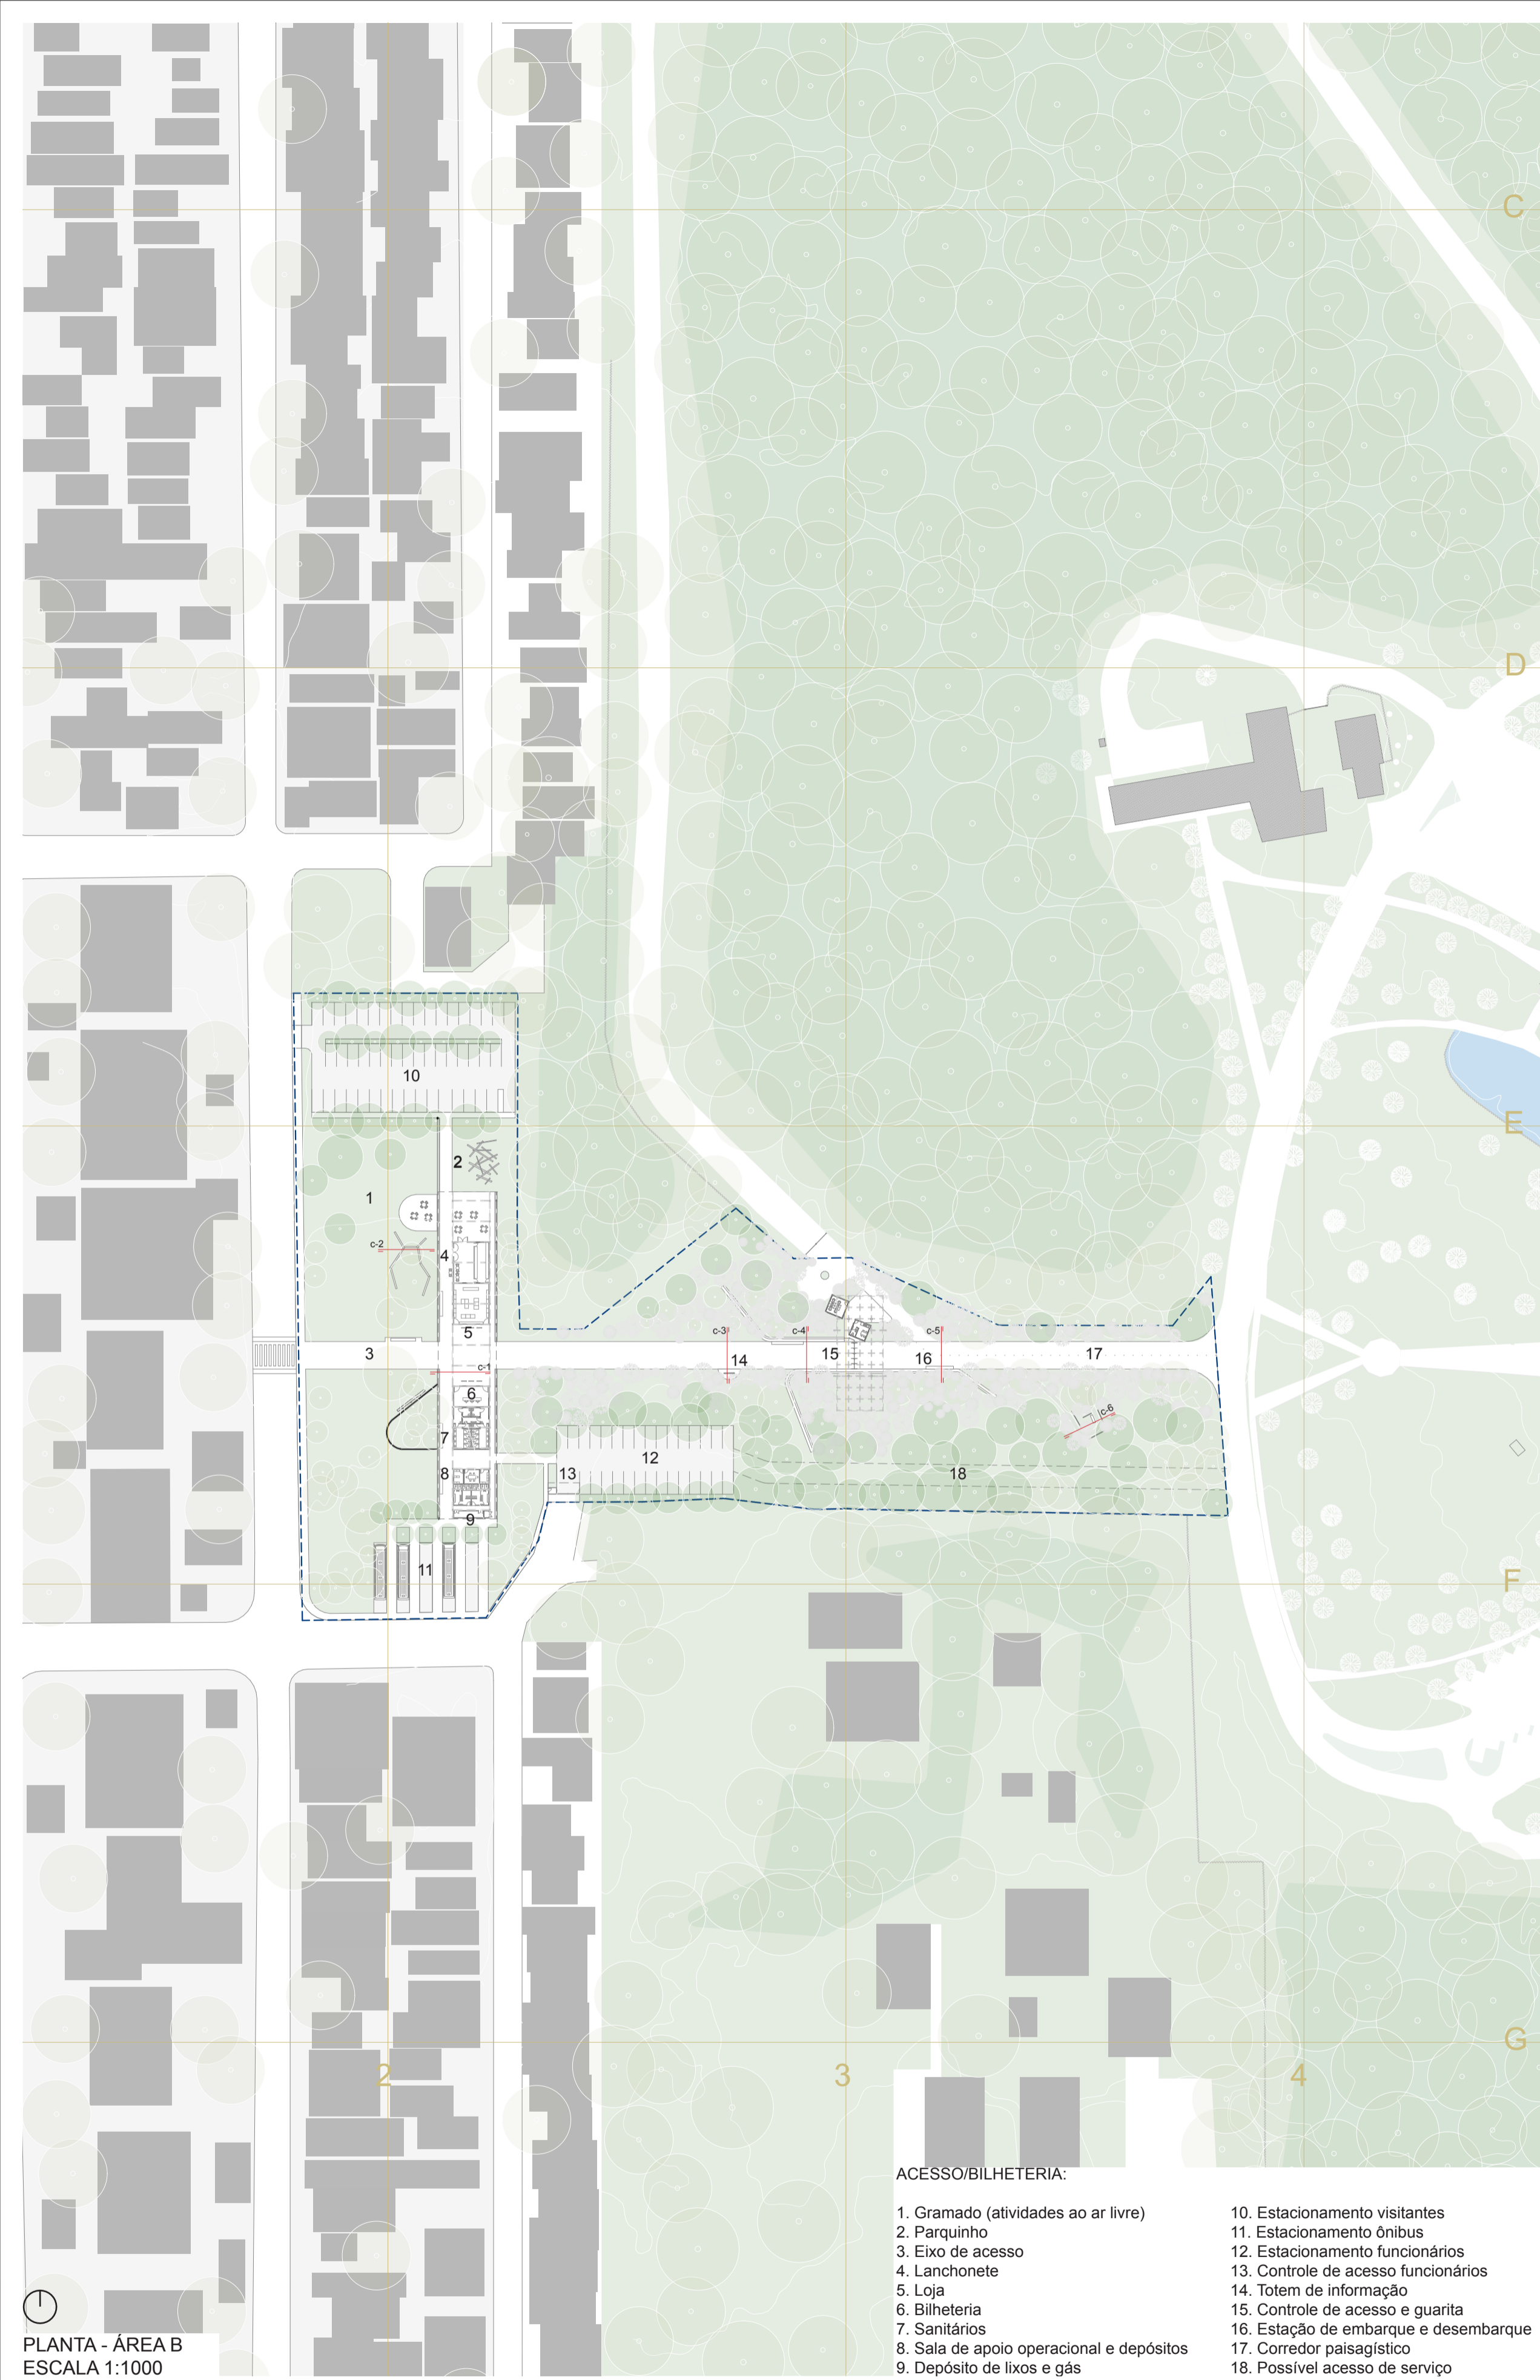 C
D
10
E
2
1
c-2
4
5
c-3
c-4
c-5
3
14
15
16
17
c-1
6
c-6
7
12
8
13
18
9
11
F
G
2
3
4
ACESSO/BILHETERIA:
1. Gramado (atividades ao ar livre)
2. Parquinho
3. Eixo de acesso
4. Lanchonete
5. Loja
6. Bilheteria
7. Sanitários
8. Sala de apoio operacional e depósitos
9. Depósito de lixos e gás
10. Estacionamento visitantes
11. Estacionamento ônibus
12. Estacionamento funcionários
13. Controle de acesso funcionários
14. Totem de informação
15. Controle de acesso e guarita
16. Estação de embarque e desembarque
17. Corredor paisagístico
18. Possível acesso de serviço
PLANTA - ÁREA B
ESCALA 1:1000